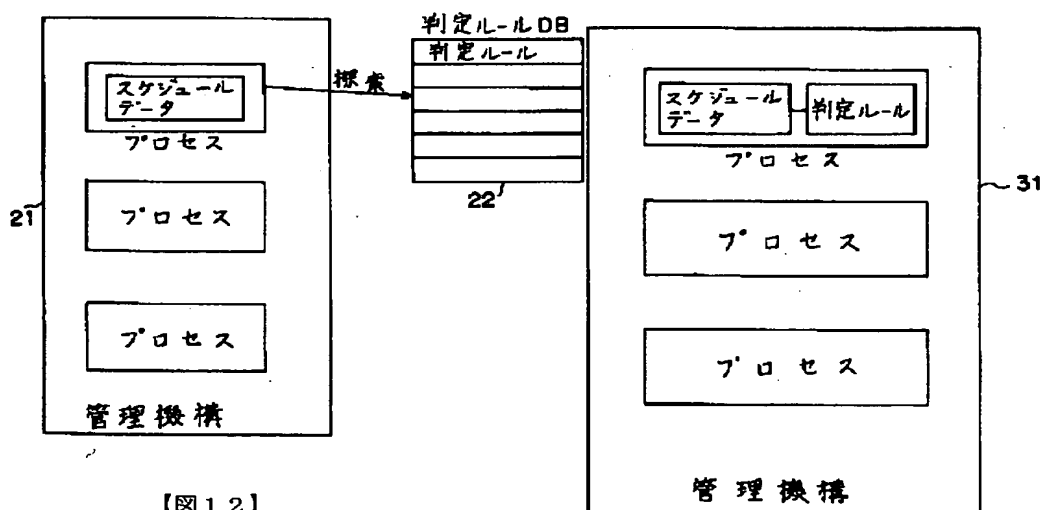 判定ルールDB
判定ルール
スケジュール
データ
探索
プロセス
21
22
プロセス
プロセス
管理機構
スケジュール
データ
判定ルール
プロセス
31
プロセス
プロセス
管理機構
【図12】